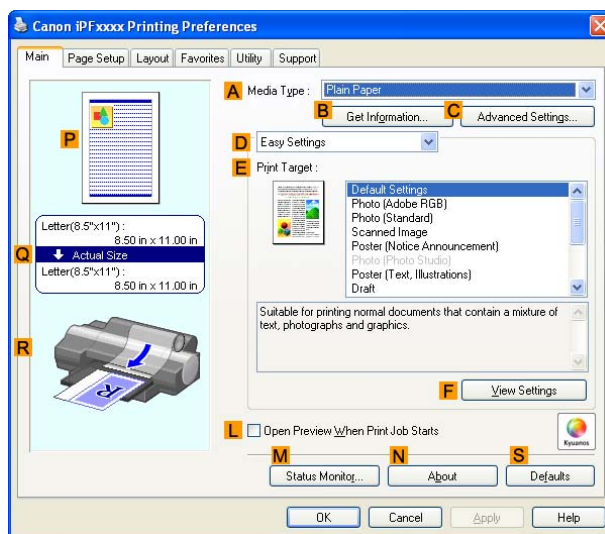 Canon iPFxxxx Printing Preferences
Main Page Setup Layout Favorites Utility Support
A Media Type : Plain Paper
B Get Information... C Advanced Settings...
D Easy Settings
E Print Target :
Default Settings
Photo (Adobe RGB)
Photo (Standard)
Scanned Image
Poster (Notice Announcement)
Photo (Photo Studio)
Poster (Text, Illustrations)
Draft
Suitable for printing normal documents that contain a mixture of
text, photographs and graphics.
F View Settings
P
Q
Letter(8.5"x11") :
8.50 in x 11.00 in
Actual Size
Letter(8.5"x11") :
8.50 in x 11.00 in
R
R
L Open Preview When Print Job Starts
Kyuanos
M Status Monitor... N About S Defaults
OK Cancel Apply Help